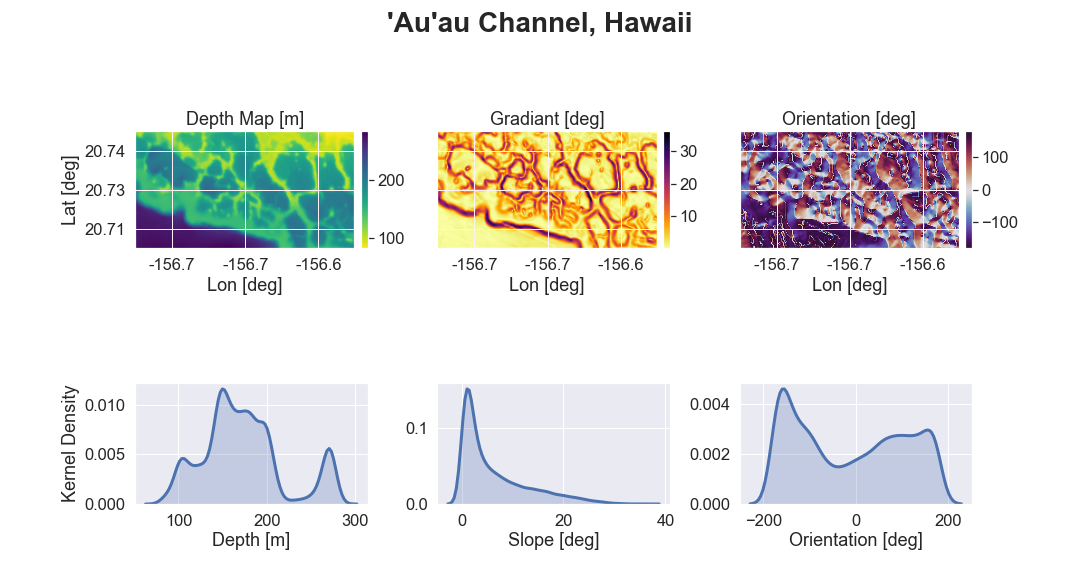 'Au'au Channel, Hawaii
Depth Map [m]
Gradiant [deg]
Orientation [deg]
Lat [deg]
20.74
20.73
20.71
200
100
30
20
10
100
0
−100
-156.7 -156.7 -156.6
-156.7 -156.7 -156.6
-156.7 -156.7 -156.6
Lon [deg]
Lon [deg]
Lon [deg]
Kernel Density
0.010
0.005
0.000
0.1
0.0
0.004
0.002
0.000
100 200 300
0 20 40
−200 0 200
Depth [m]
Slope [deg]
Orientation [deg]